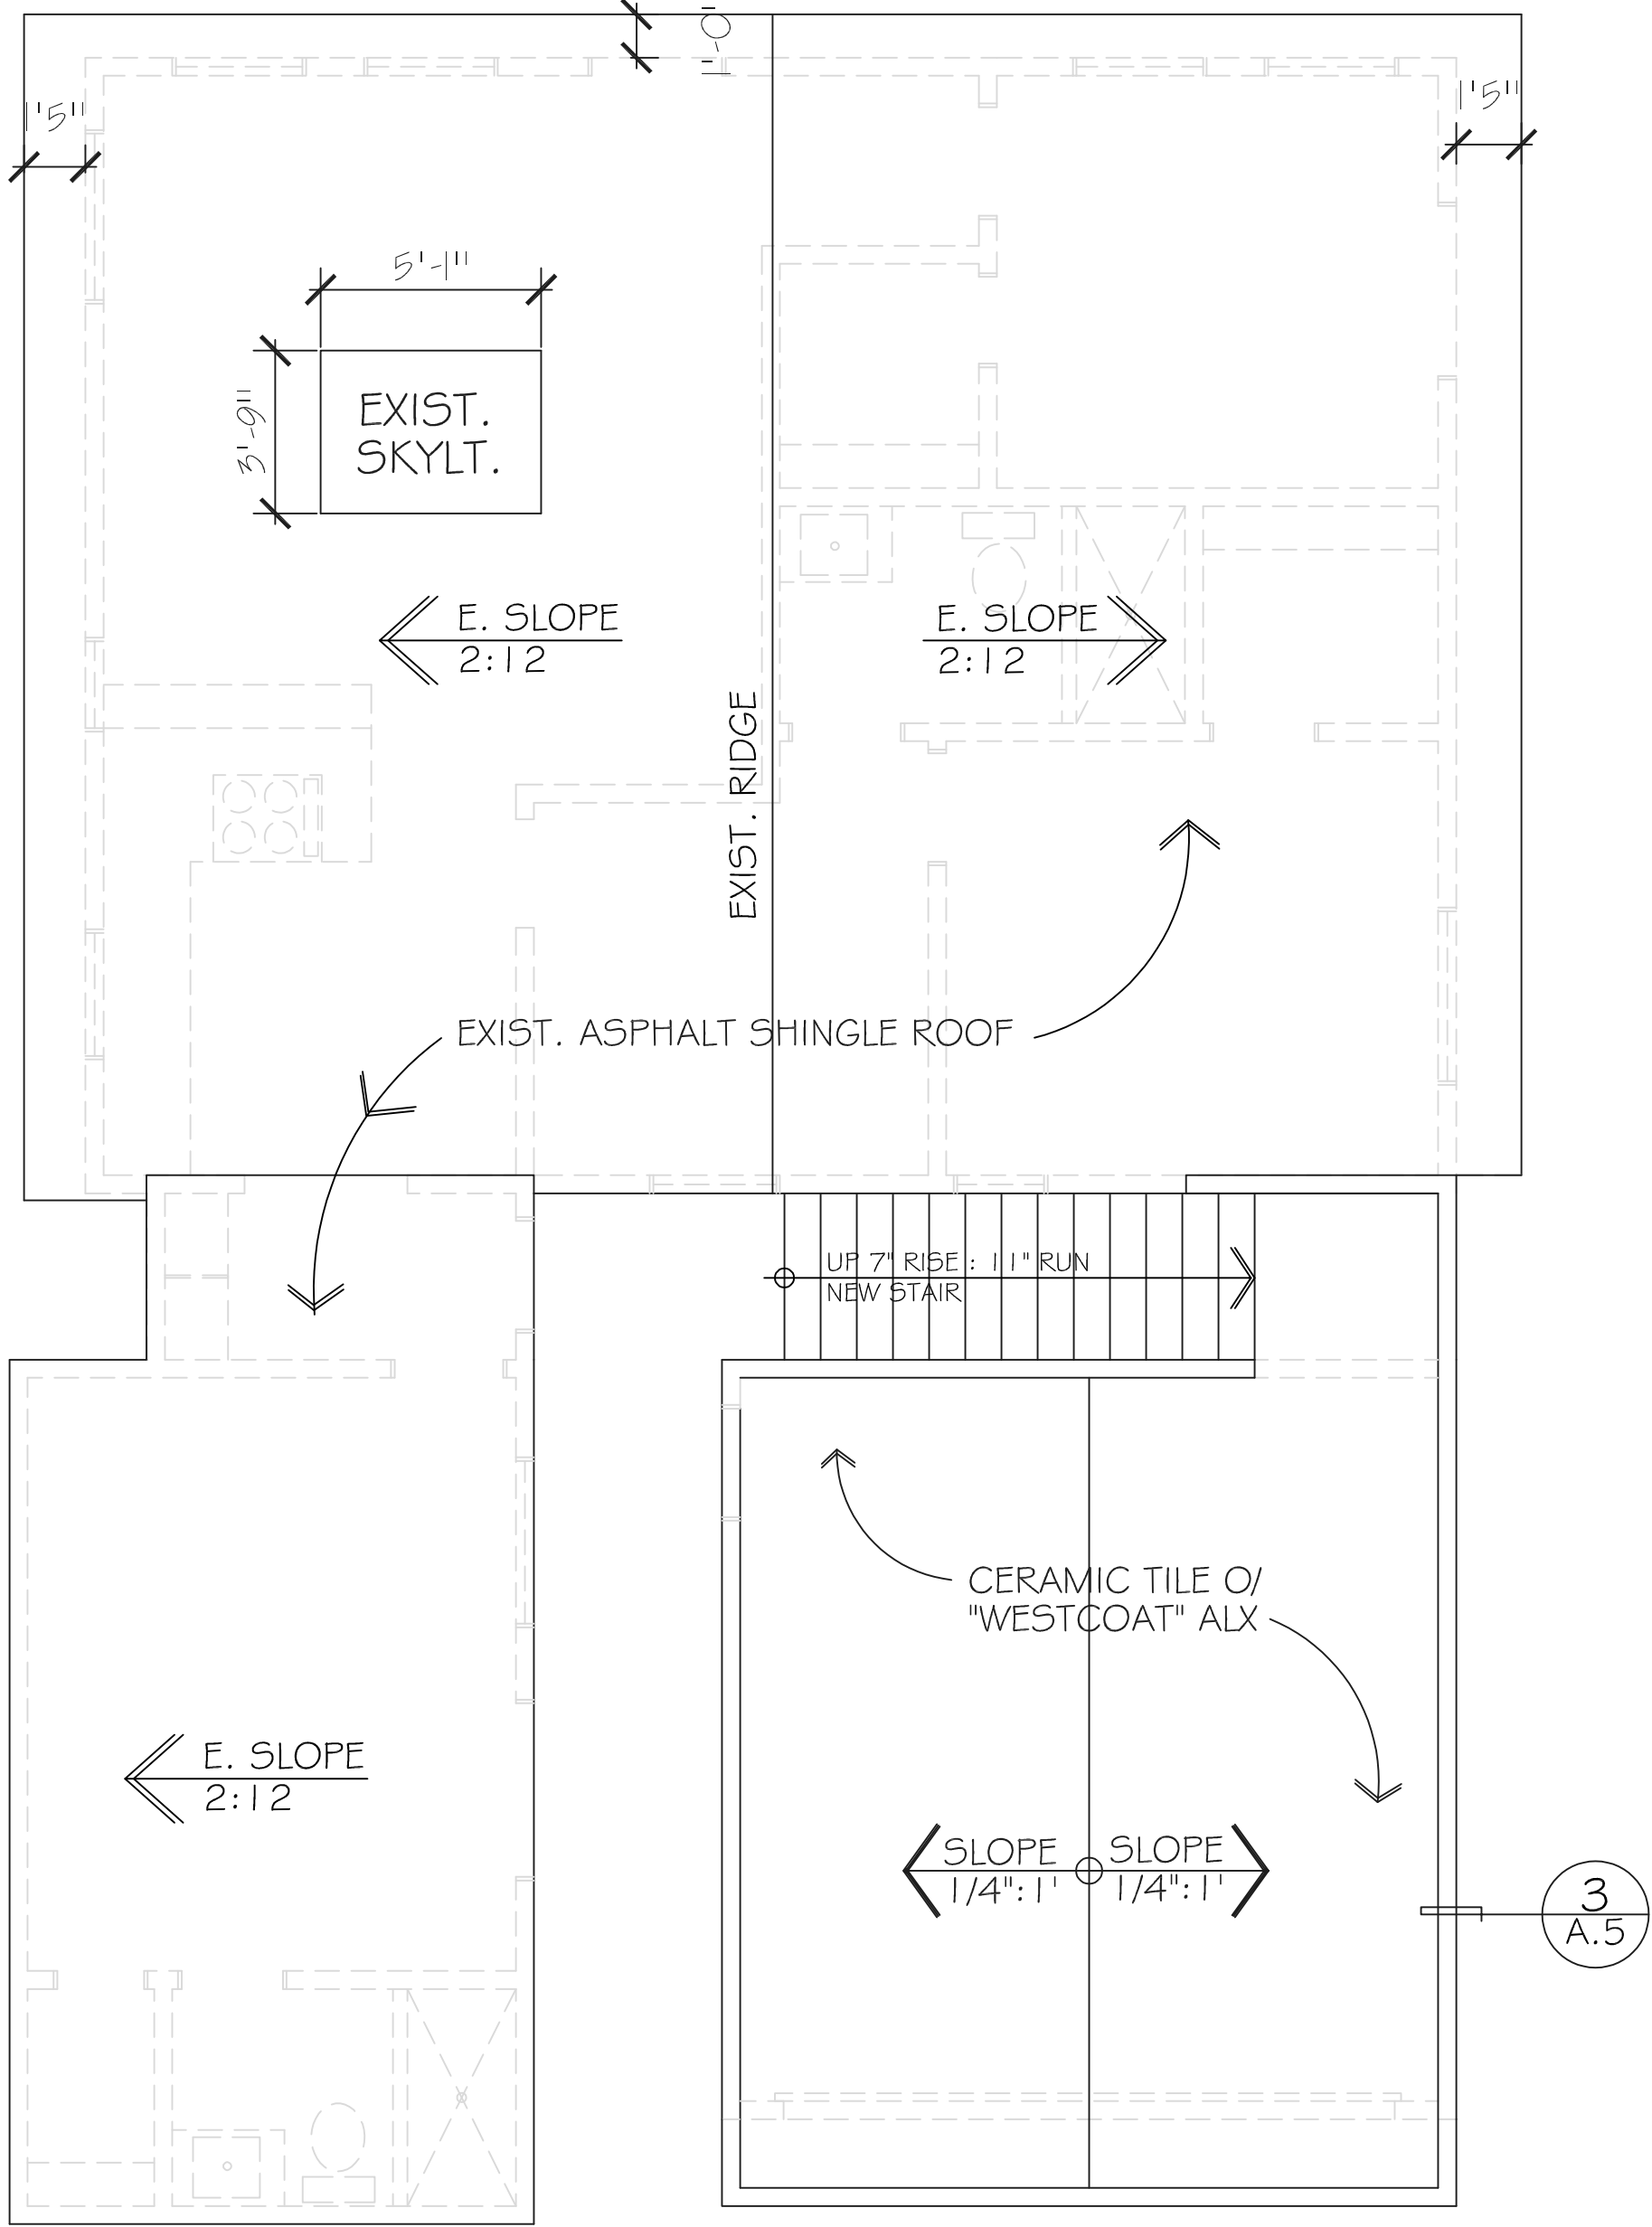 1'-0"
1'5"
1'5"
5'-1"
3'-9"
EXIST.
SKYLT.
E. SLOPE
2:12
E. SLOPE
2:12
EXIST. RIDGE
EXIST. ASPHALT SHINGLE ROOF
UP 7" RISE : 11" RUN
NEW STAIR
CERAMIC TILE O/
"WESTCOAT" ALX
E. SLOPE
2:12
SLOPE
1/4":1'
SLOPE
1/4":1'
3
A.5